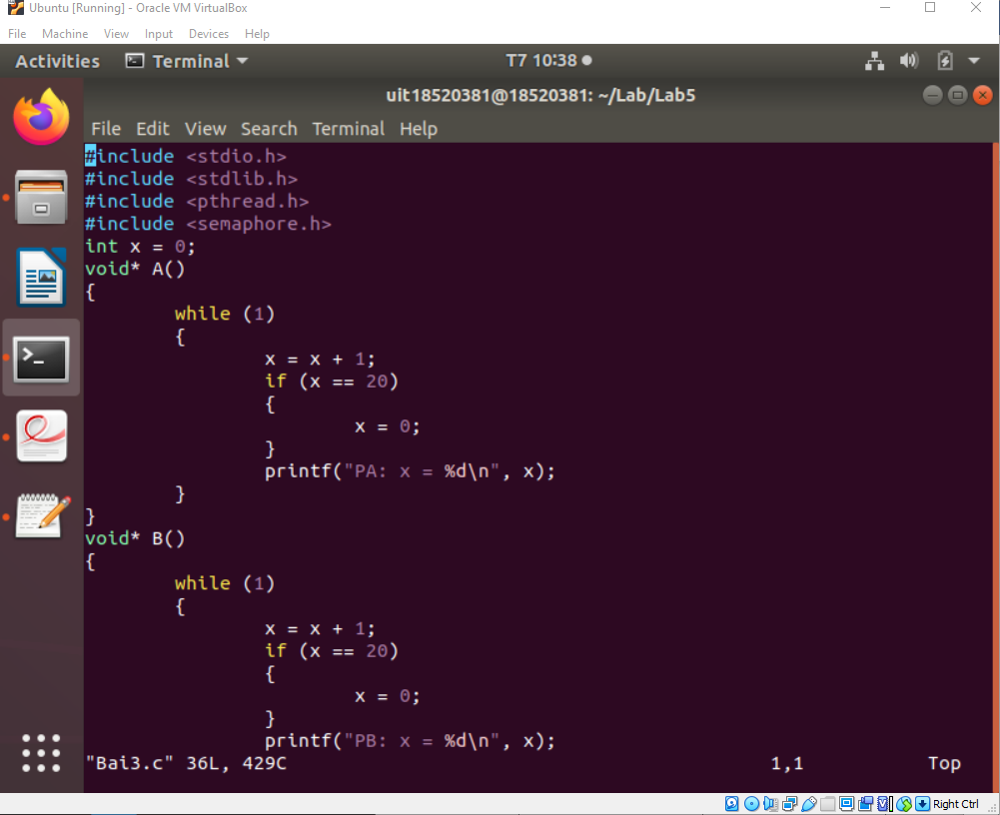 Ubuntu [Running] - Oracle VM VirtualBox
File Machine View Input Devices Help
Activities Terminal T7 10:38
uit18520381@18520381: ~/Lab/Lab5
File Edit View Search Terminal Help
#include <stdio.h>
#include <stdlib.h>
#include <pthread.h>
#include <semaphore.h>
int x = 0;
void* A()
{
while (1)
{
x = x + 1;
if (x == 20)
{
x = 0;
}
printf("PA: x = %d\n", x);
}
}
void* B()
{
while (1)
{
x = x + 1;
if (x == 20)
{
x = 0;
}
printf("PB: x = %d\n", x);
"Bai3.c" 36L, 429C 1,1 Top
Right Ctrl